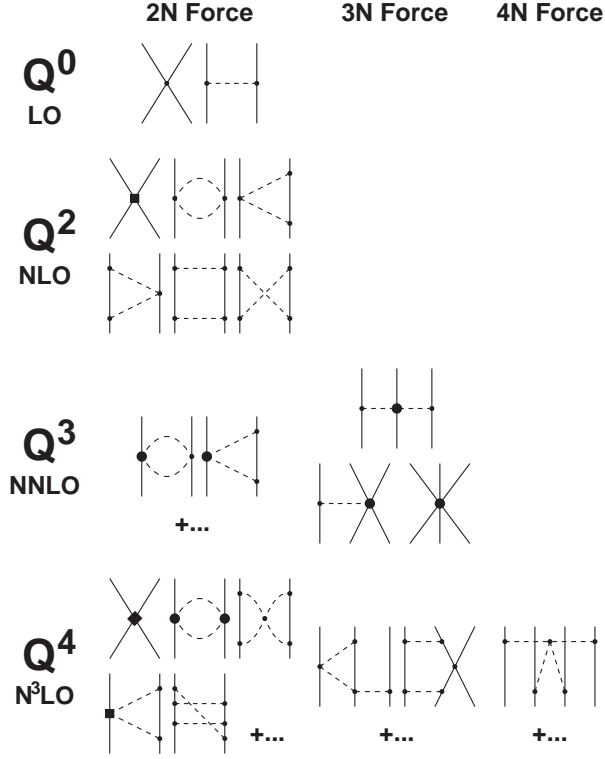 2N Force 3N Force 4N Force
Q⁰
LO
Q²
NLO
Q³
NNLO
+...
Q⁴
N³LO
+... +... +...